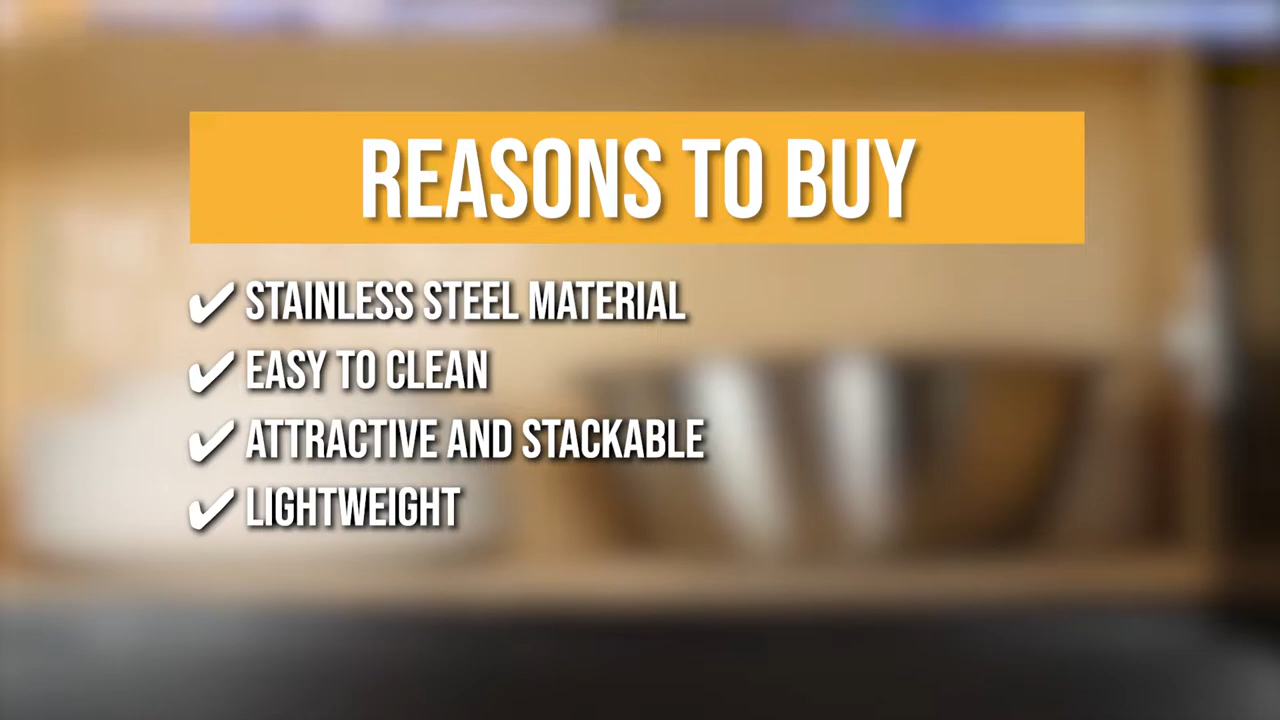 REASONS TO BUY
✔ STAINLESS STEEL MATERIAL
✔ EASY TO CLEAN
✔ ATTRACTIVE AND STACKABLE
✔ LIGHTWEIGHT